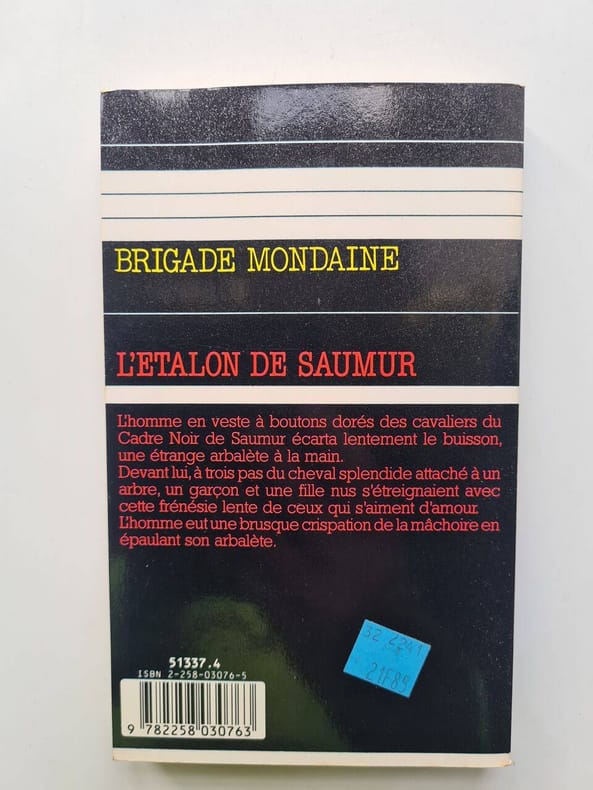 BRIGADE MONDAINE
L'ETALON DE SAUMUR
L'homme en veste à boutons dorés des cavaliers du
Cadre Noir de Saumur écarta lentement le buisson,
une étrange arbalète à la main.
Devant lui, à trois pas du cheval splendide attaché à un
arbre, un garçon et une fille nus s'étreignaient avec
cette frénésie lente de ceux qui s'aiment d'amour.
L'homme eut une brusque crispation de la mâchoire en
épaulant son arbalète.
32.2241
21F85
51337.4
ISBN 2-258-03076-5
9 782258 030763